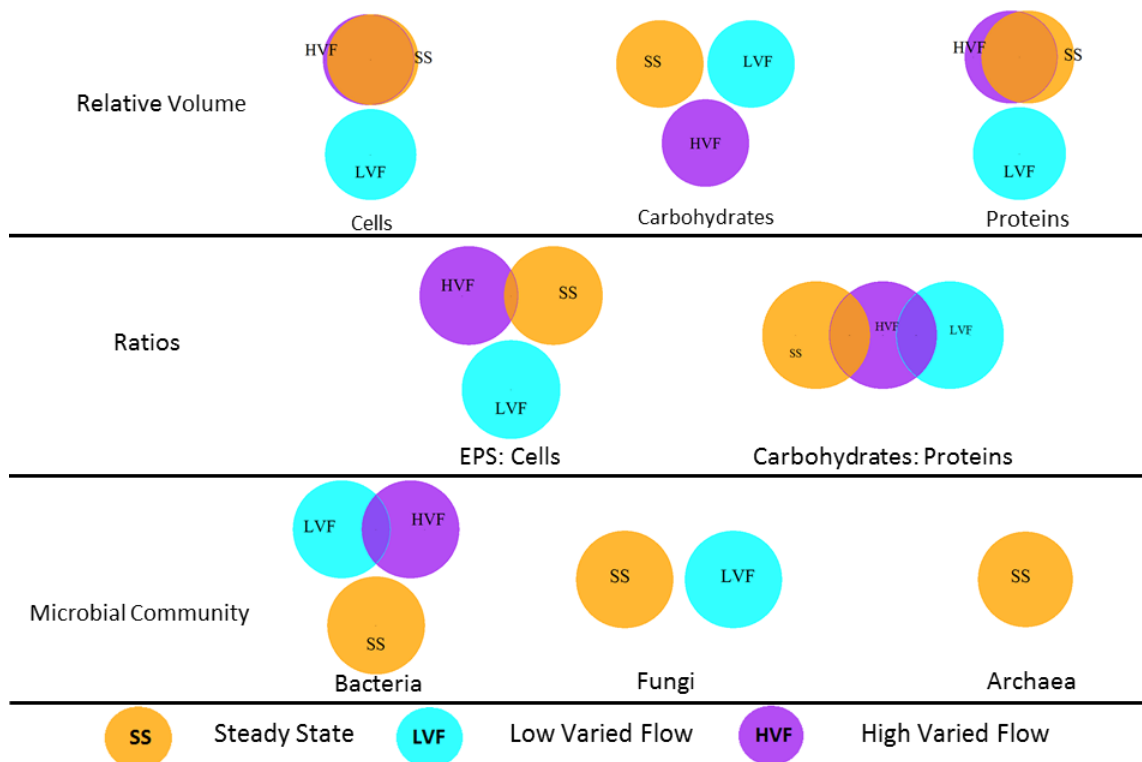 HVF
SS
LVF
Cells
SS
LVF
HVF
Carbohydrates
HVF
SS
LVF
Proteins
Relative Volume
HVF
SS
LVF
EPS: Cells
SS
HVF
LVF
Carbohydrates: Proteins
Ratios
LVF
HVF
SS
Bacteria
SS
LVF
Fungi
SS
Archaea
Microbial Community
SS Steady State LVF Low Varied Flow HVF High Varied Flow